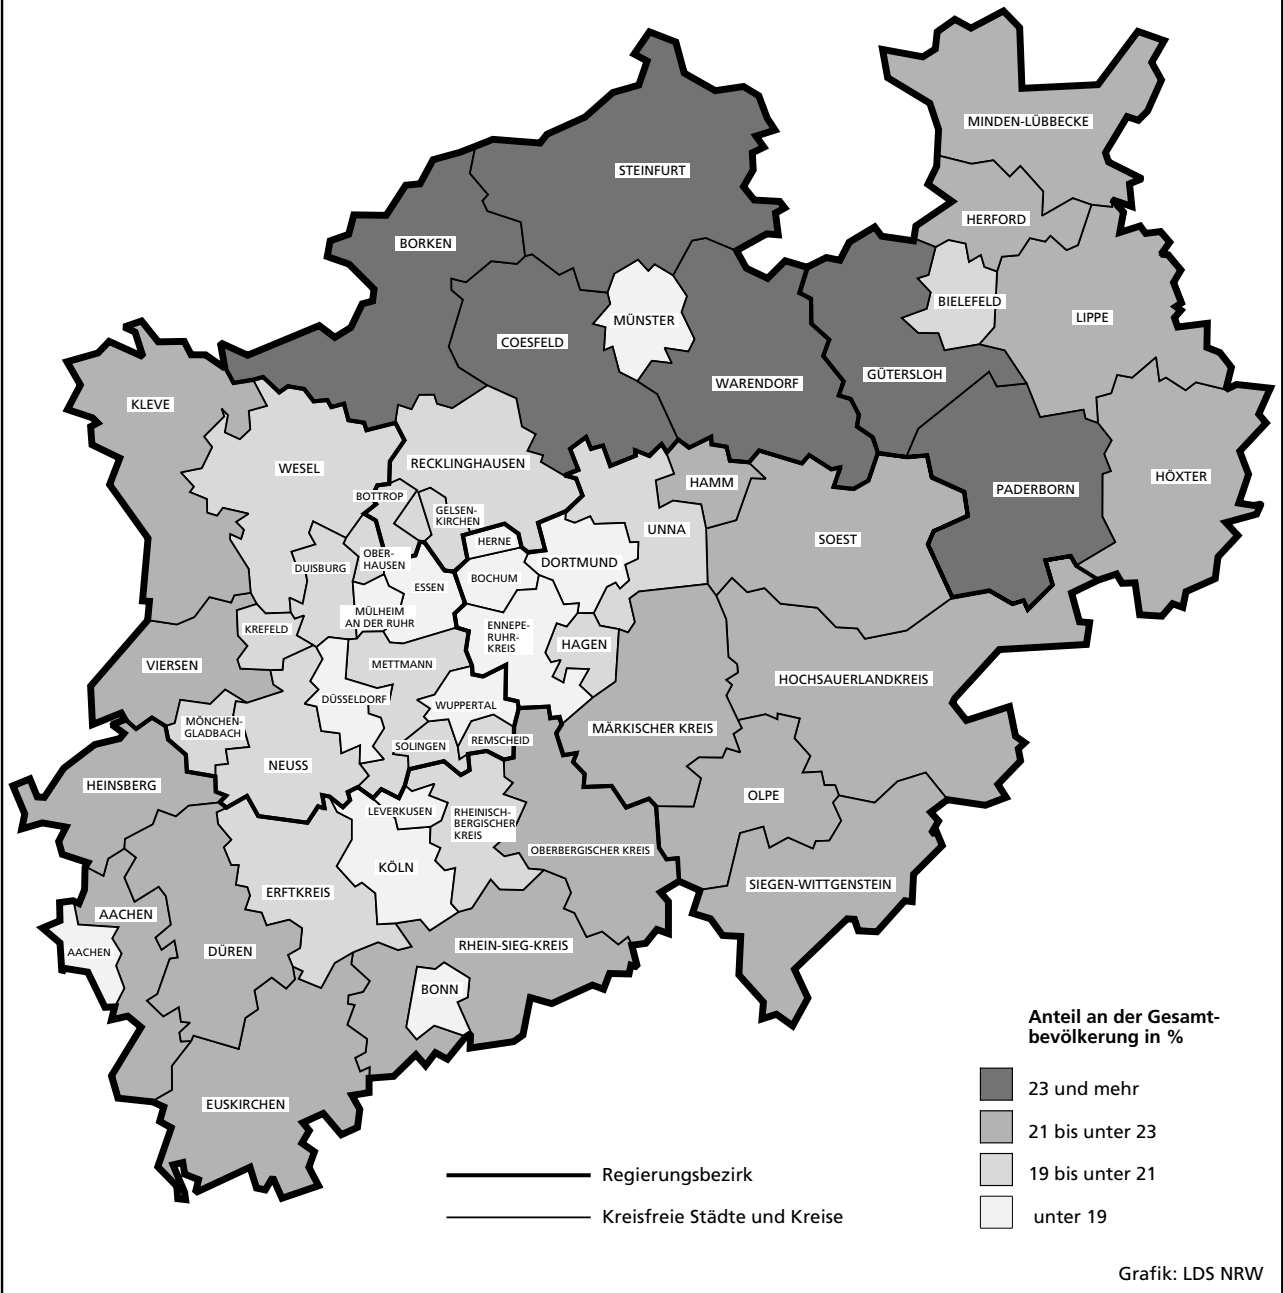 MINDEN-LÜBBECKE
STEINFURT
HERFORD
BORKEN
BIELEFELD
MÜNSTER
LIPPE
COESFELD
GÜTERSLOH
WARENDORF
KLEVE
RECKLINGHAUSEN
WESEL
HÖXTER
HAMM
PADERBORN
BOTTROP
GELSEN-
KIRCHEN
UNNA
SOEST
HERNE
OBER-
HAUSEN
DORTMUND
DUISBURG
BOCHUM
ESSEN
MÜLHEIM
AN DER RUHR
KREFELD
ENNEPE-
RUHR-
KREIS
HAGEN
VIERSEN
METTMANN
HOCHSAUERLANDKREIS
DÜSSELDORF
WUPPERTAL
MÖNCHEN-
GLADBACH
MÄRKISCHER KREIS
REMSCHEID
SOLINGEN
NEUSS
HEINSBERG
OLPE
LEVERKUSEN
RHEINISCH-
BERGISCHER
KREIS
OBERBERGISCHER KREIS
KÖLN
SIEGEN-WITTGENSTEIN
ERFTKREIS
AACHEN
RHEIN-SIEG-KREIS
AACHEN
DÜREN
BONN
EUSKIRCHEN
Anteil an der Gesamt-
bevölkerung in %
23 und mehr
21 bis unter 23
19 bis unter 21
unter 19
Regierungsbezirk
Kreisfreie Städte und Kreise
Grafik: LDS NRW